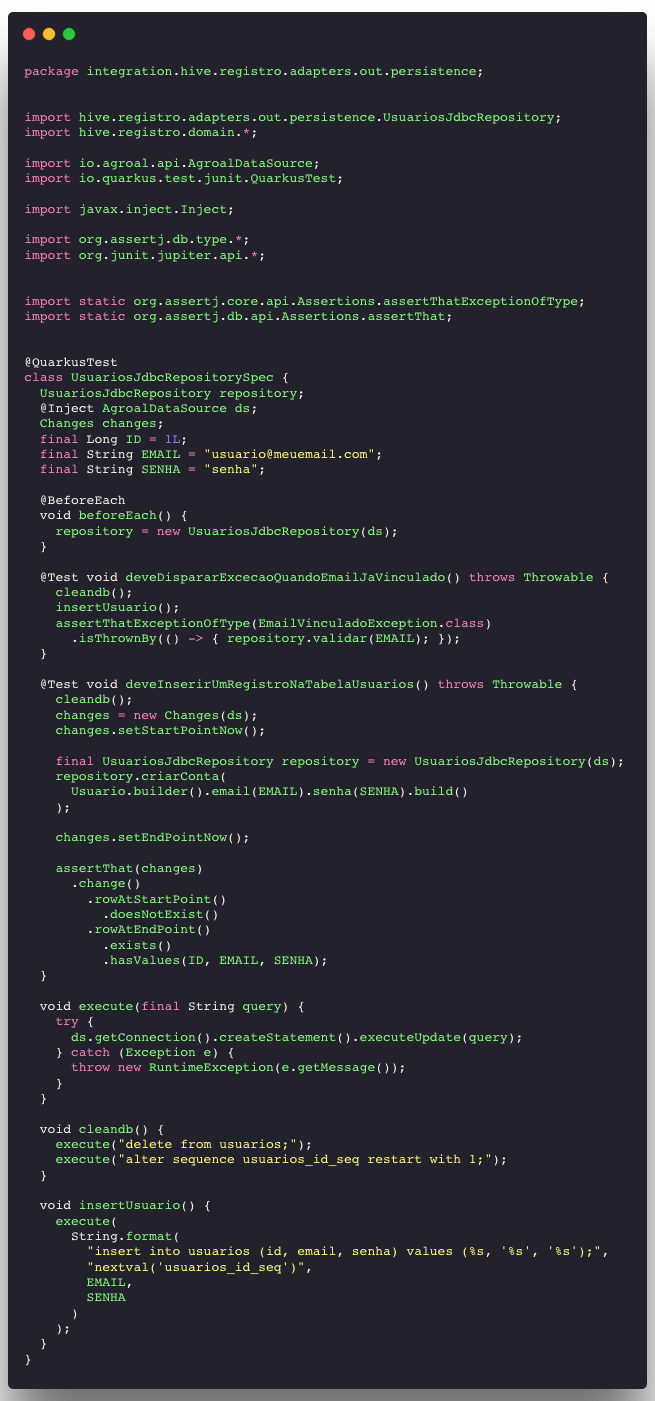 package integration.hive.registro.adapters.out.persistence;
import hive.registro.adapters.out.persistence.UsuariosJdbcRepository;
import hive.registro.domain.*;
import io.agroal.api.AgroalDataSource;
import io.quarkus.test.junit.QuarkusTest;
import javax.inject.Inject;
import org.assertj.db.type.*;
import org.junit.jupiter.api.*;
import static org.assertj.core.api.Assertions.assertThatExceptionOfType;
import static org.assertj.db.api.Assertions.assertThat;
@QuarkusTest
class UsuariosJdbcRepositorySpec {
  UsuariosJdbcRepository repository;
  @Inject AgroalDataSource ds;
  Changes changes;
  final Long ID = 1L;
  final String EMAIL = "usuario@meuemail.com";
  final String SENHA = "senha";
  @BeforeEach
  void beforeEach() {
    repository = new UsuariosJdbcRepository(ds);
  }
  @Test void deveDispararExcecaoQuandoEmailJaVinculado() throws Throwable {
    cleandb();
    insertUsuario();
    assertThatExceptionOfType(EmailVinculadoException.class)
      .isThrownBy(() -> { repository.validar(EMAIL); });
  }
  @Test void deveInserirUmRegistroNaTabelaUsuarios() throws Throwable {
    cleandb();
    changes = new Changes(ds);
    changes.setStartPointNow();
    final UsuariosJdbcRepository repository = new UsuariosJdbcRepository(ds);
    repository.criarConta(
      Usuario.builder().email(EMAIL).senha(SENHA).build()
    );
    changes.setEndPointNow();
    assertThat(changes)
      .change()
        .rowAtStartPoint()
          .doesNotExist()
        .rowAtEndPoint()
          .exists()
          .hasValues(ID, EMAIL, SENHA);
  }
  void execute(final String query) {
    try {
      ds.getConnection().createStatement().executeUpdate(query);
    } catch (Exception e) {
      throw new RuntimeException(e.getMessage());
    }
  }
  void cleandb() {
    execute("delete from usuarios;");
    execute("alter sequence usuarios_id_seq restart with 1;");
  }
  void insertUsuario() {
    execute(
      String.format(
        "insert into usuarios (id, email, senha) values (%s, '%s', '%s');",
        "nextval('usuarios_id_seq')",
        EMAIL,
        SENHA
      )
    );
  }
}